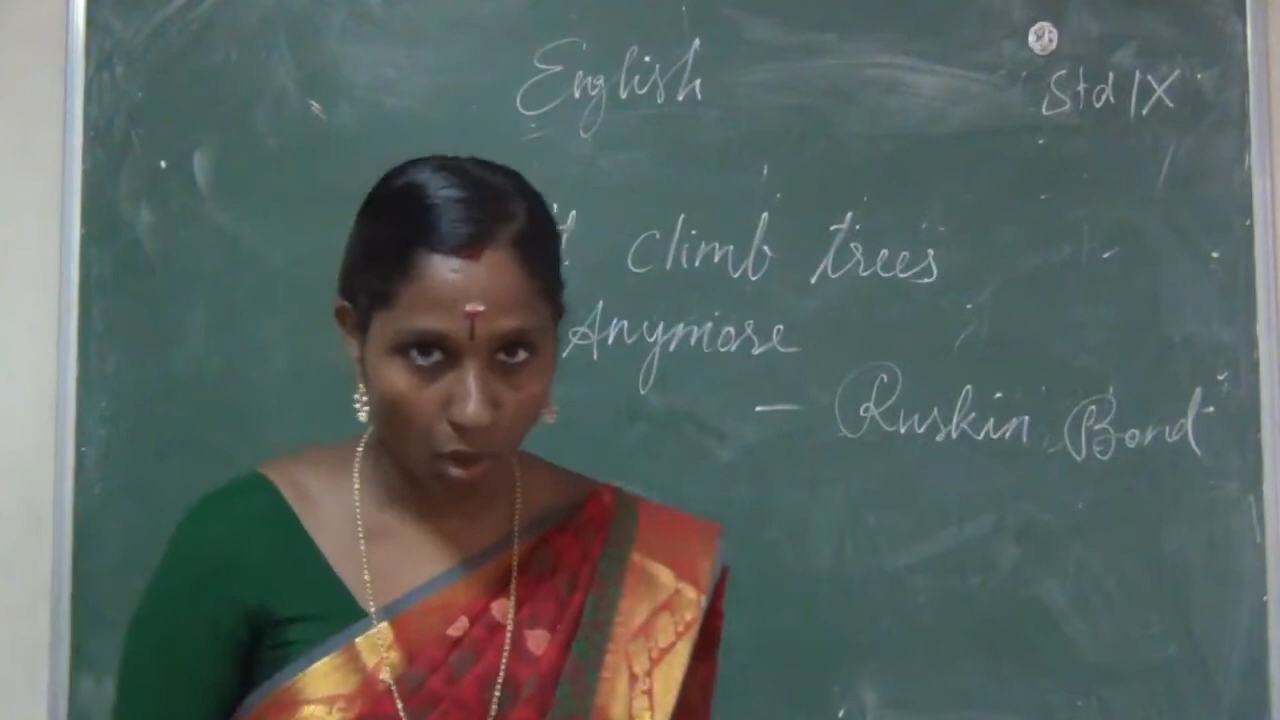 English
Std IX
climb trees
Anymore
- Ruskin Bond